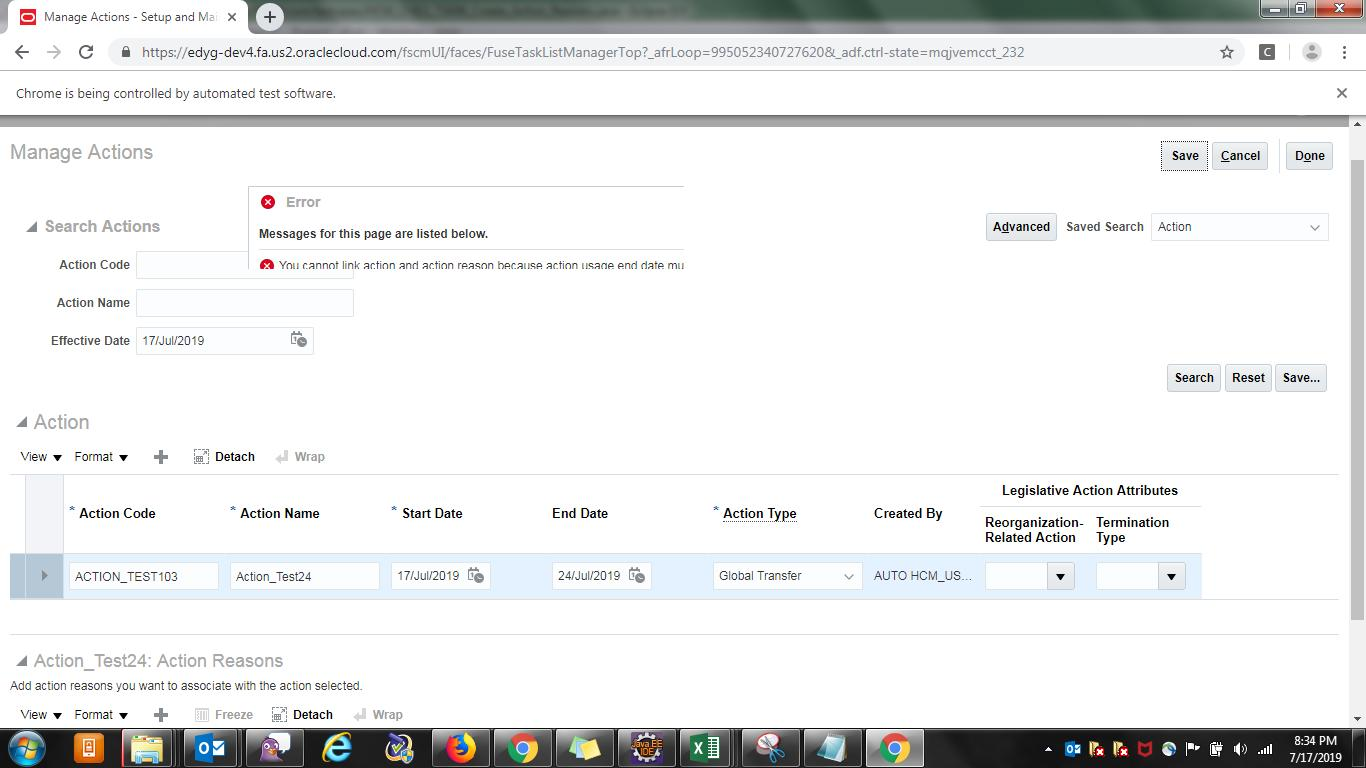 Manage Actions - Setup and Mai
https://edyg-dev4.fa.us2.oraclecloud.com/fscmUI/faces/FuseTaskListManagerTop?_afrLoop=995052340727620&_adf.ctrl-state=mqjvemcct_232
C
Chrome is being controlled by automated test software.
Manage Actions
Save Cancel Done
Error
Messages for this page are listed below.
You cannot link action and action reason because action usage end date mu
Search Actions
Advanced Saved Search Action
Action Code
Action Name
Effective Date 17/Jul/2019
Search Reset Save...
Action
View Format Detach Wrap
Legislative Action Attributes
* Action Code * Action Name * Start Date End Date * Action Type Created By Reorganization-Related Action Termination Type
ACTION_TEST103 Action_Test24 17/Jul/2019 24/Jul/2019 Global Transfer AUTO HCM_US...
Action_Test24: Action Reasons
Add action reasons you want to associate with the action selected.
View Format Freeze Detach Wrap
8:34 PM
7/17/2019